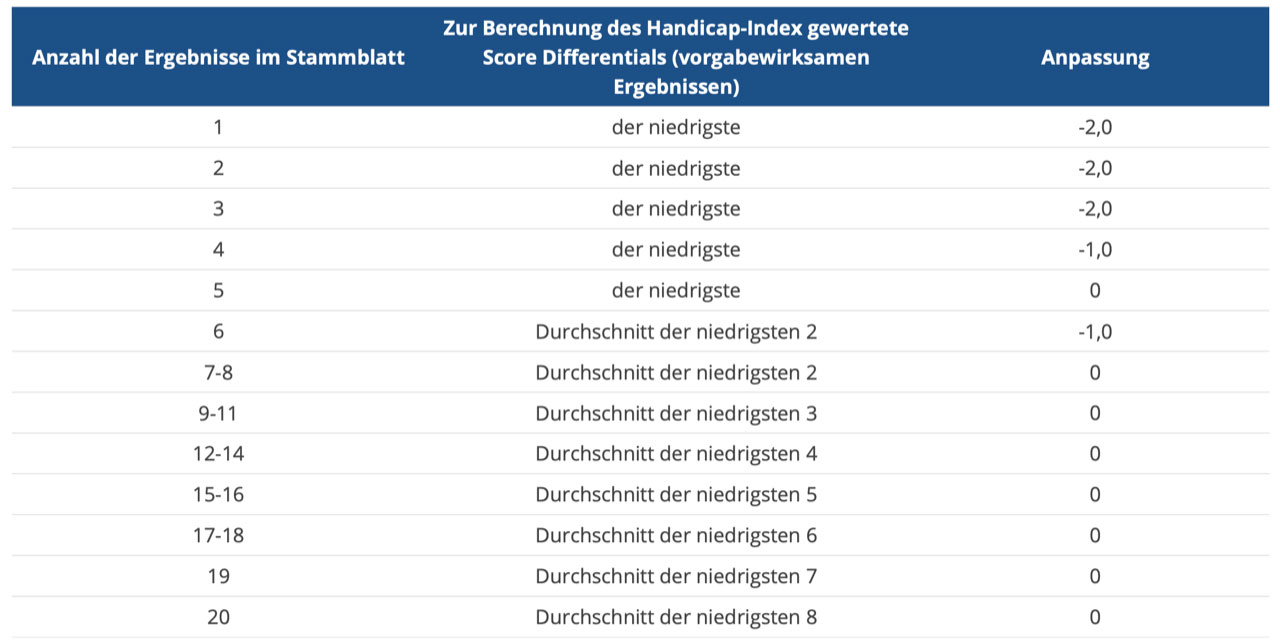 Anzahl der Ergebnisse im Stammblatt
Zur Berechnung des Handicap-Index gewertete
Score Differentials (vorgabewirksamen
Ergebnissen)
Anpassung
1 der niedrigste -2,0
2 der niedrigste -2,0
3 der niedrigste -2,0
4 der niedrigste -1,0
5 der niedrigste 0
6 Durchschnitt der niedrigsten 2 -1,0
7-8 Durchschnitt der niedrigsten 2 0
9-11 Durchschnitt der niedrigsten 3 0
12-14 Durchschnitt der niedrigsten 4 0
15-16 Durchschnitt der niedrigsten 5 0
17-18 Durchschnitt der niedrigsten 6 0
19 Durchschnitt der niedrigsten 7 0
20 Durchschnitt der niedrigsten 8 0